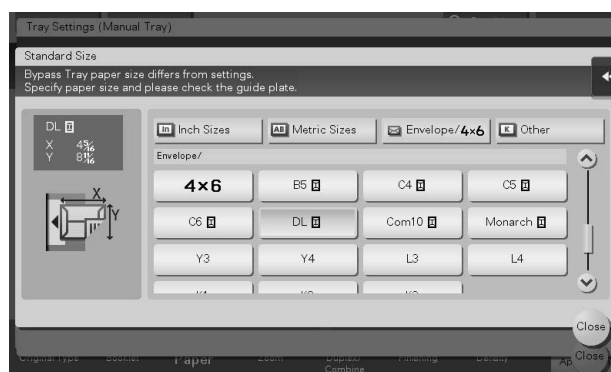 Tray Settings (Manual Tray)
Standard Size
Bypass Tray paper size differs from settings.
Specify paper size and please check the guide plate.
DL
X 4 5⁄16
Y 8 11⁄16
X
Y
In Inch Sizes
AB Metric Sizes
Envelope/4×6
K Other
Envelope/
4×6
B5
C4
C5
C6
DL
Com10
Monarch
Y3
Y4
L3
L4
Close
Original Type
Booklet
Paper
Zoom
Duplex/
Combine
Finishing
Density
Close